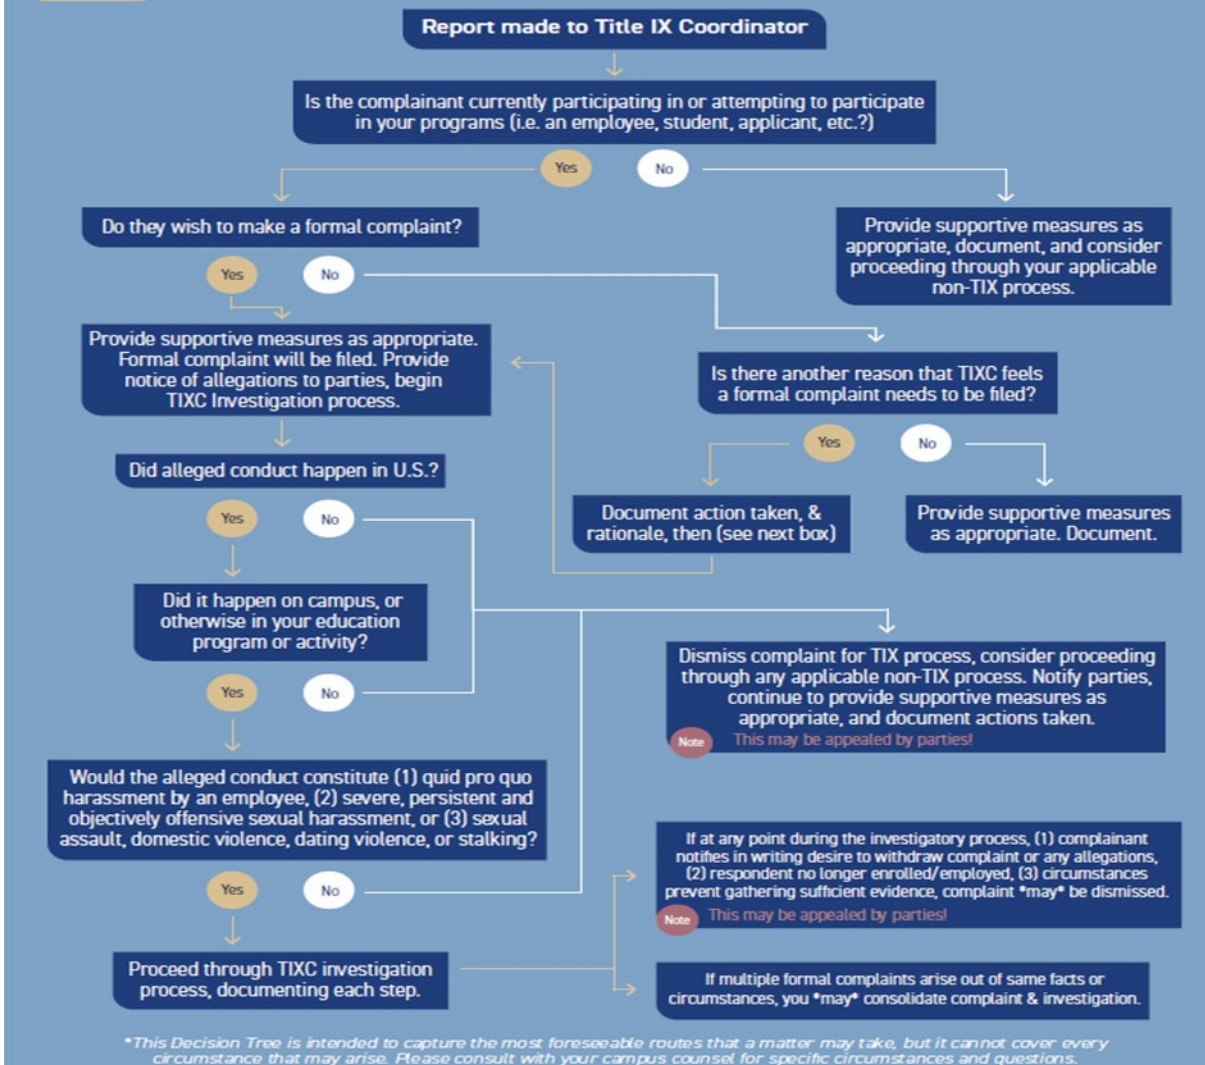 Report made to Title IX Coordinator
Is the complainant currently participating in or attempting to participate
in your programs (i.e. an employee, student, applicant, etc.?)
Yes
No
Do they wish to make a formal complaint?
Provide supportive measures as
appropriate, document, and consider
proceeding through your applicable
non-TIX process.
Yes
No
Provide supportive measures as appropriate.
Formal complaint will be filed. Provide
notice of allegations to parties, begin
TIXC Investigation process.
Is there another reason that TIXC feels
a formal complaint needs to be filed?
Yes
No
Did alleged conduct happen in U.S.?
Yes
No
Document action taken, &
rationale, then (see next box)
Provide supportive measures
as appropriate. Document.
Did it happen on campus, or
otherwise in your education
program or activity?
Yes
No
Dismiss complaint for TIX process, consider proceeding
through any applicable non-TIX process. Notify parties,
continue to provide supportive measures as
appropriate, and document actions taken.
Note
This may be appealed by parties!
Would the alleged conduct constitute (1) quid pro quo
harassment by an employee, (2) severe, persistent and
objectively offensive sexual harassment, or (3) sexual
assault, domestic violence, dating violence, or stalking?
Yes
No
If at any point during the investigatory process, (1) complainant
notifies in writing desire to withdraw complaint or any allegations,
(2) respondent no longer enrolled/employed, (3) circumstances
prevent gathering sufficient evidence, complaint *may* be dismissed.
Note
This may be appealed by parties!
Proceed through TIXC investigation
process, documenting each step.
If multiple formal complaints arise out of same facts or
circumstances, you *may* consolidate complaint & investigation.
*This Decision Tree is intended to capture the most foreseeable routes that a matter may take, but it cannot cover every
circumstance that may arise. Please consult with your campus counsel for specific circumstances and questions.